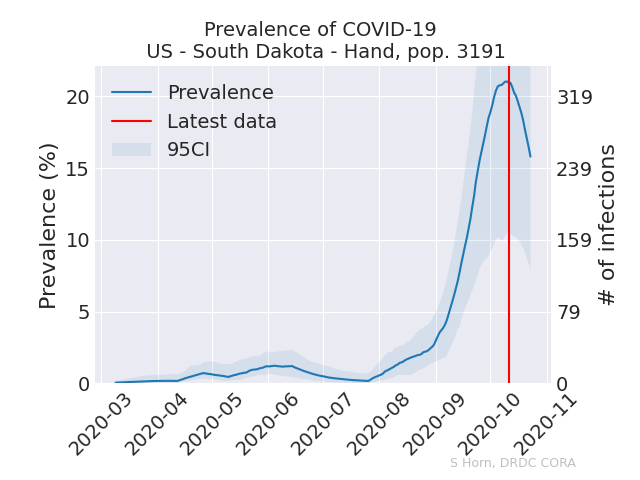 Prevalence of COVID-19
US - South Dakota - Hand, pop. 3191
Prevalence
Latest data
95CI
Prevalence (%)
20
15
10
5
0
# of infections
319
239
159
79
0
2020-03
2020-04
2020-05
2020-06
2020-07
2020-08
2020-09
2020-10
2020-11
S Horn, DRDC CORA